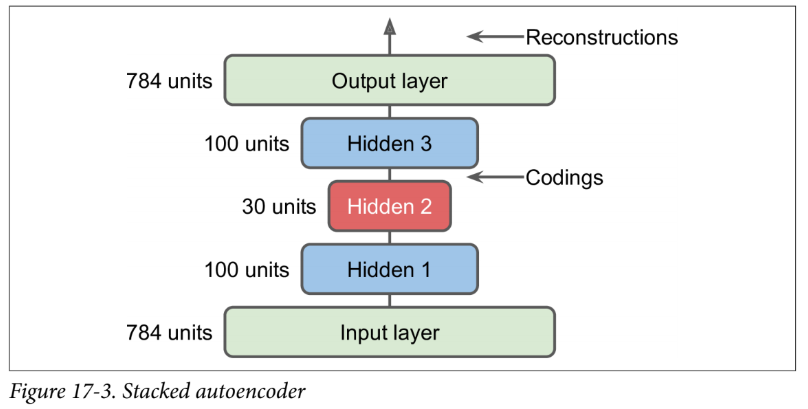 Reconstructions
784 units Output layer
100 units Hidden 3
Codings
30 units Hidden 2
100 units Hidden 1
784 units Input layer
Figure 17-3. Stacked autoencoder